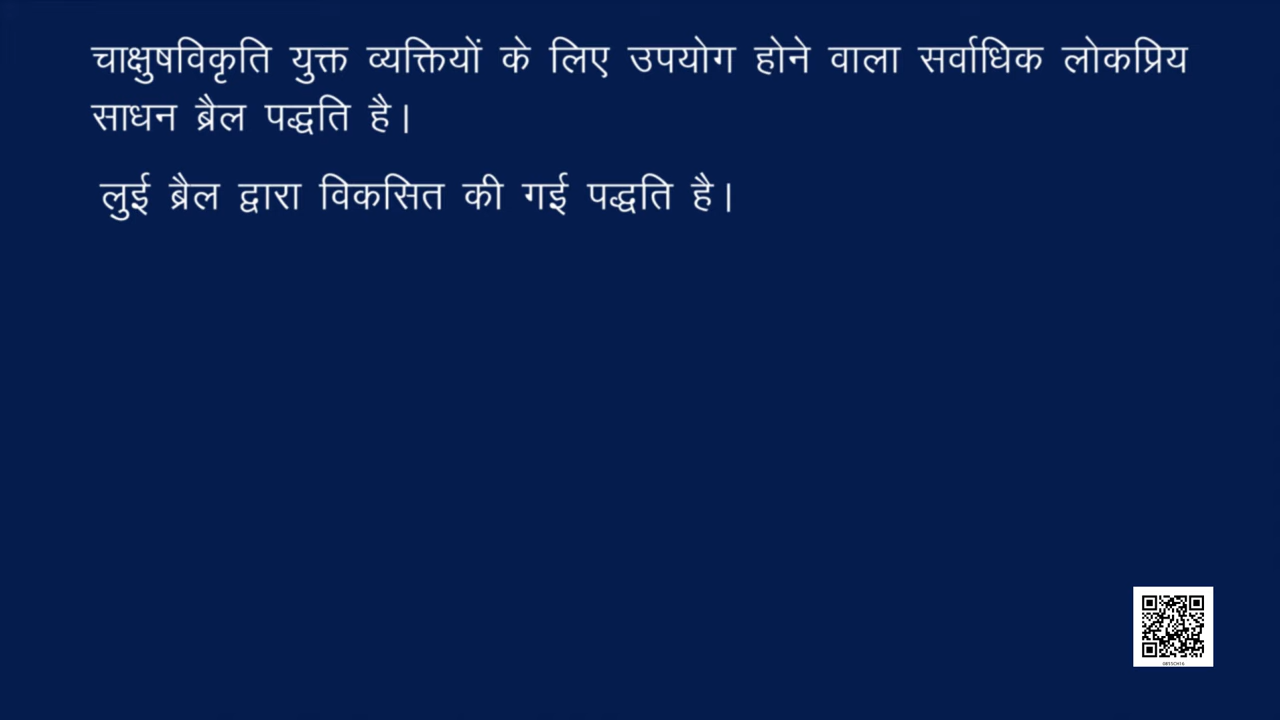 चाक्षुषविकृति युक्त व्यक्तियों के लिए उपयोग होने वाला सर्वाधिक लोकप्रिय
साधन ब्रैल पद्धति है।
लुई ब्रैल द्वारा विकसित की गई पद्धति है।